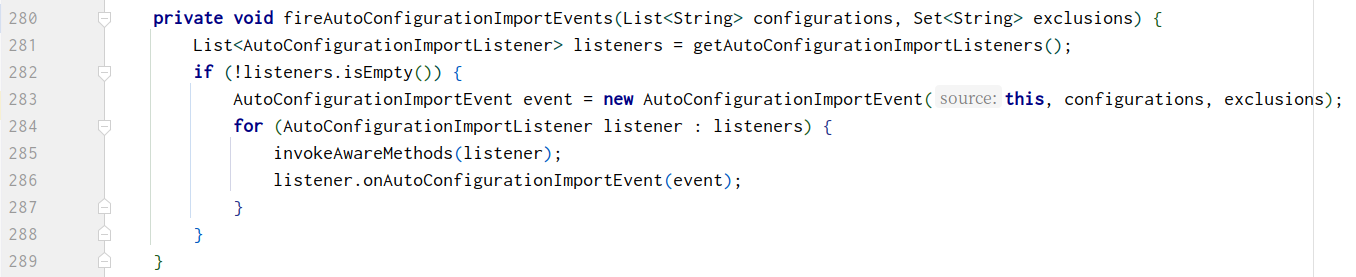 280 private void fireAutoConfigurationImportEvents(List<String> configurations, Set<String> exclusions) {
281 List<AutoConfigurationImportListener> listeners = getAutoConfigurationImportListeners();
282 if (!listeners.isEmpty()) {
283 AutoConfigurationImportEvent event = new AutoConfigurationImportEvent( source: this, configurations, exclusions);
284 for (AutoConfigurationImportListener listener : listeners) {
285 invokeAwareMethods(listener);
286 listener.onAutoConfigurationImportEvent(event);
287 }
288 }
289 }